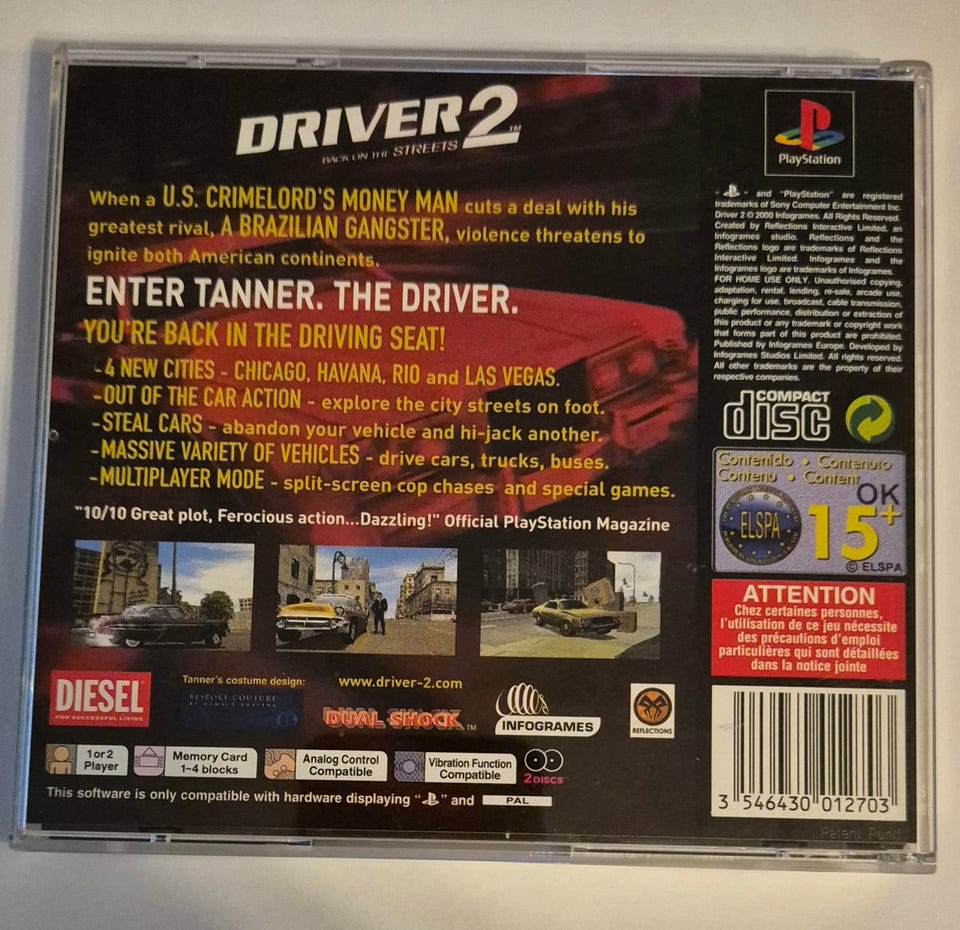 DRIVER 2™
BACK ON THE STREETS
When a U.S. CRIMELORD'S MONEY MAN cuts a deal with his
greatest rival, A BRAZILIAN GANGSTER, violence threatens to
ignite both American continents.
ENTER TANNER. THE DRIVER.
YOU'RE BACK IN THE DRIVING SEAT!
- 4 NEW CITIES - CHICAGO, HAVANA, RIO and LAS VEGAS.
- OUT OF THE CAR ACTION - explore the city streets on foot.
- STEAL CARS - abandon your vehicle and hi-jack another.
- MASSIVE VARIETY OF VEHICLES - drive cars, trucks, buses.
- MULTIPLAYER MODE - split-screen cop chases and special games.
"10/10 Great plot, Ferocious action...Dazzling!" Official PlayStation Magazine
DIESEL
FOR SUCCESSFUL LIVING
Tanner's costume design:
BESPOKE COUTURE
www.driver-2.com
DUAL SHOCK™
INFOGRAMES
REFLECTIONS
1 or 2
Player
Memory Card
1~4 blocks
Analog Control
Compatible
Vibration Function
Compatible
2 DISCS
This software is only compatible with hardware displaying " " and PAL
PlayStation
" " and "PlayStation" are registered
trademarks of Sony Computer Entertainment Inc.
Driver 2 © 2000 Infogrames. All Rights Reserved.
Created by Reflections Interactive Limited, an
Infogrames studio. Reflections and the
Reflections logo are trademarks of Reflections
Interactive Limited. Infogrames and the
Infogrames logo are trademarks of Infogrames.
FOR HOME USE ONLY. Unauthorised copying,
adaptation, rental, lending, re-sale, arcade use,
charging for use, broadcast, cable transmission,
public performance, distribution or extraction of
this product or any trademark or copyright work
that forms part of this product are prohibited.
Published by Infogrames Europe. Developed by
Infogrames Studios Limited. All rights reserved.
All other trademarks are the property of their
respective companies.
COMPACT
disc
Contenido • Contenuto
Contenu • Content
OK
ELSPA
15+
© ELSPA
ATTENTION
Chez certaines personnes,
l'utilisation de ce jeu nécessite
des précautions d'emploi
particulières qui sont détaillées
dans la notice jointe
3 546430 012703
Patent Pend